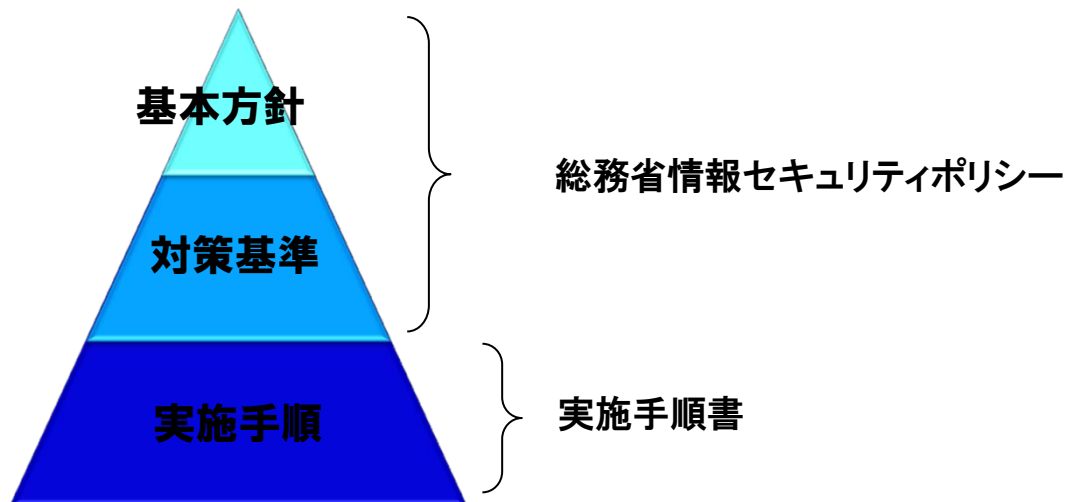 基本方針
総務省情報セキュリティポリシー
対策基準
実施手順
実施手順書